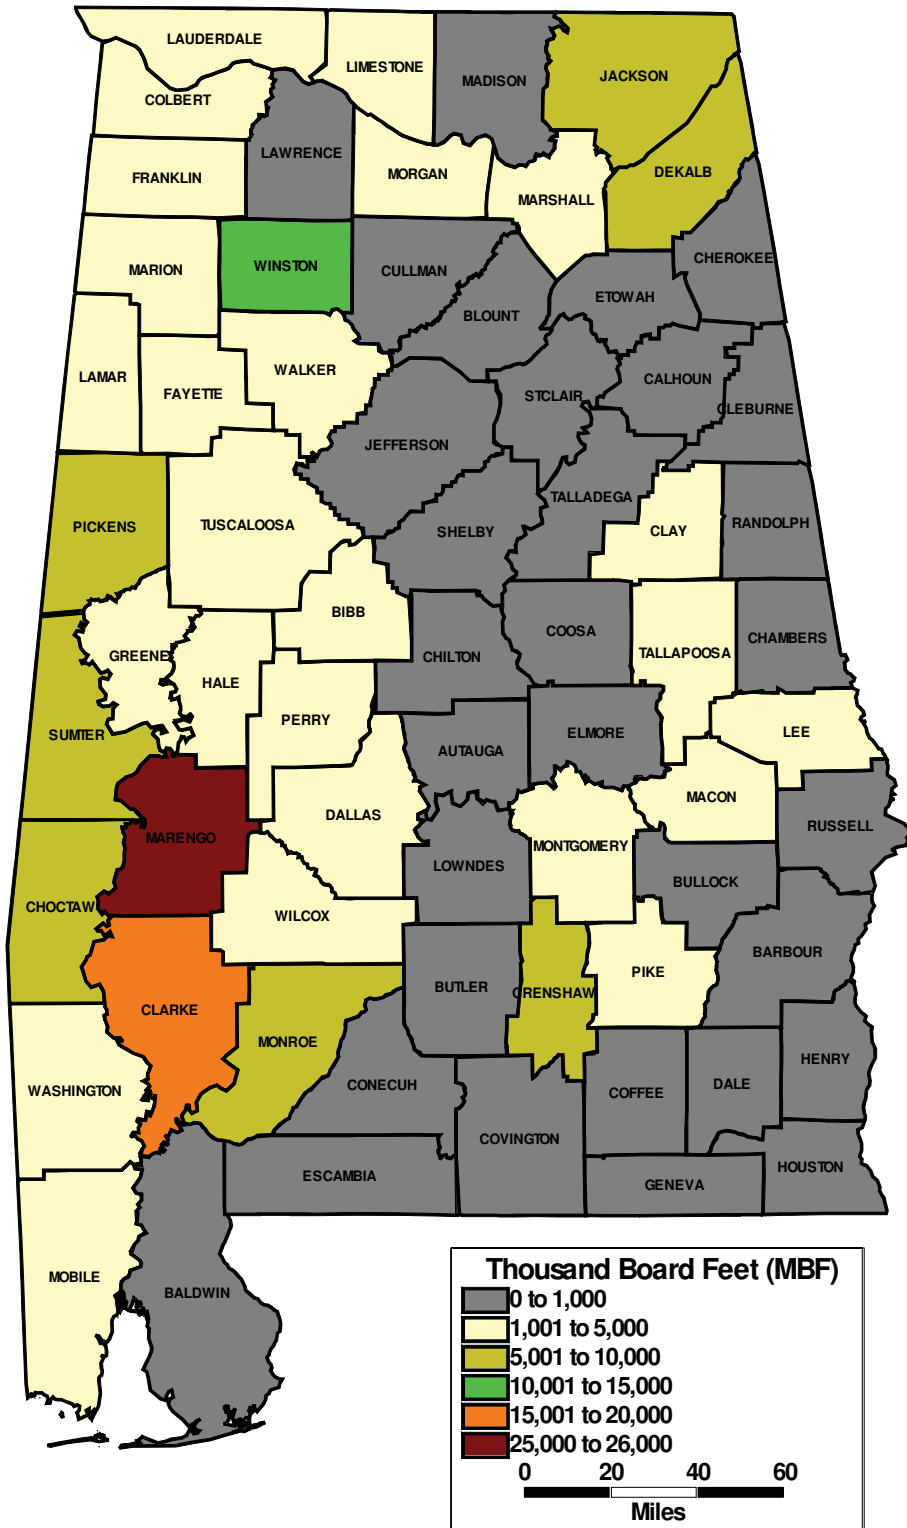 LAUDERDALE
LIMESTONE
MADISON
JACKSON
COLBERT
LAWRENCE
FRANKLIN
MORGAN
DEKALB
MARSHALL
CHEROKEE
MARION
WINSTON
CULLMAN
ETOWAH
BLOUNT
LAMAR
WALKER
CALHOUN
FAYETTE
STCLAIR
CLEBURNE
JEFFERSON
TALLADEGA
PICKENS
TUSCALOOSA
SHELBY
CLAY
RANDOLPH
BIBB
COOSA
CHAMBERS
GREENE
CHILTON
TALLAPOOSA
HALE
PERRY
SUMTER
AUTAUGA
ELMORE
LEE
MACON
DALLAS
RUSSELL
MARENGO
MONTGOMERY
LOWNDES
BULLOCK
CHOCTAW
WILCOX
BARBOUR
PIKE
BUTLER
CRENSHAW
CLARKE
MONROE
HENRY
CONECUH
DALE
WASHINGTON
COFFEE
COVINGTON
HOUSTON
ESCAMBIA
GENEVA
MOBILE
BALDWIN
Thousand Board Feet (MBF)
0 to 1,000
1,001 to 5,000
5,001 to 10,000
10,001 to 15,000
15,001 to 20,000
25,000 to 26,000
0 20 40 60
Miles